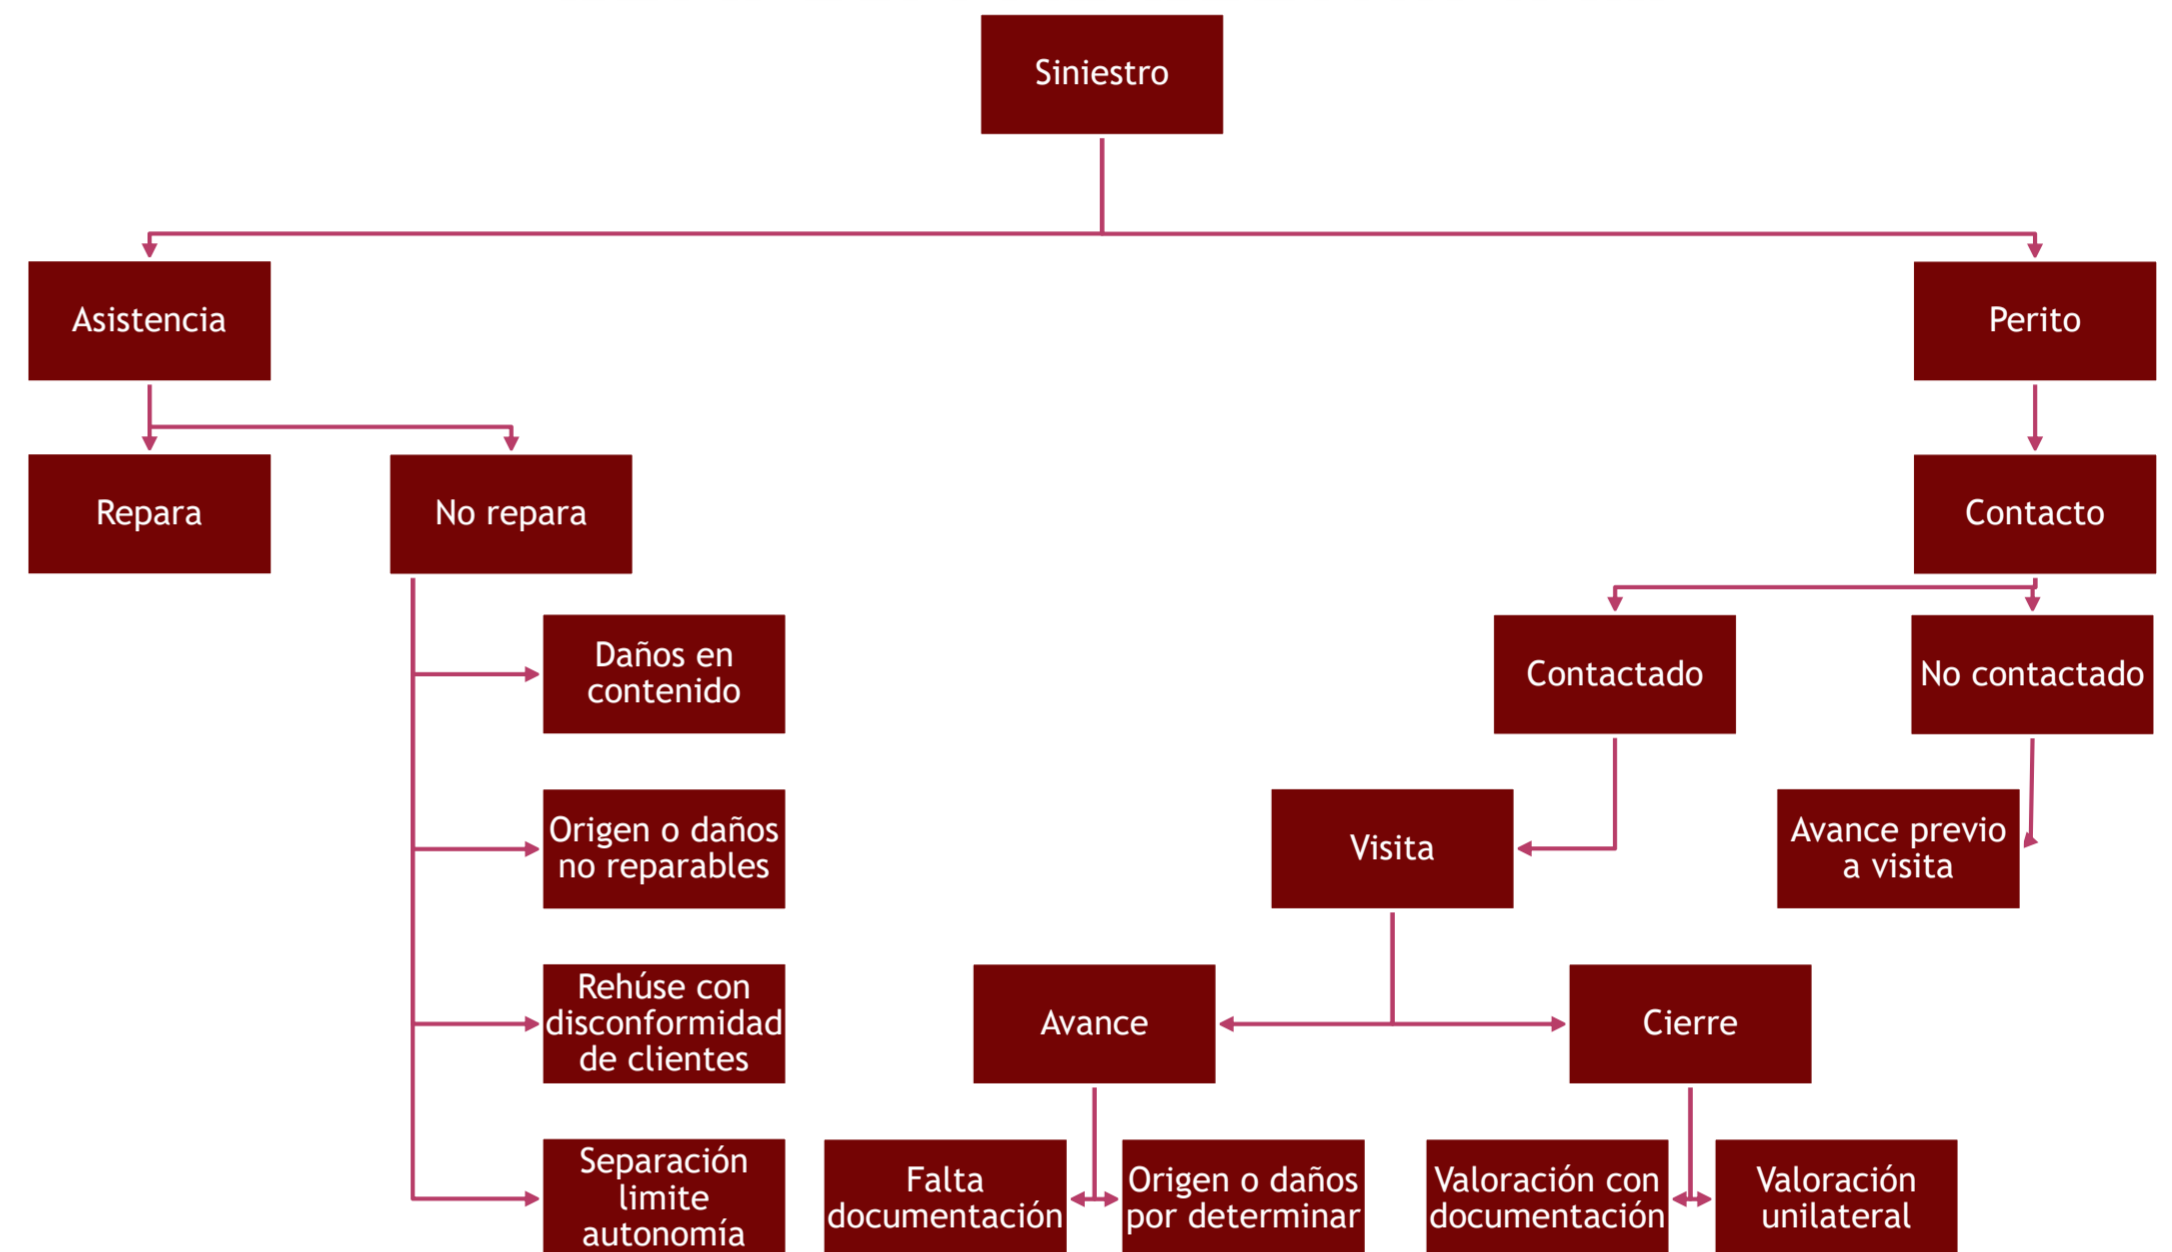 Siniestro
Asistencia
Perito
Repara
No repara
Contacto
Daños en
contenido
Contactado
No contactado
Origen o daños
no reparables
Visita
Avance previo
a visita
Rehúse con
disconformidad
de clientes
Avance
Cierre
Separación
limite
autonomía
Falta
documentación
Origen o daños
por determinar
Valoración con
documentación
Valoración
unilateral